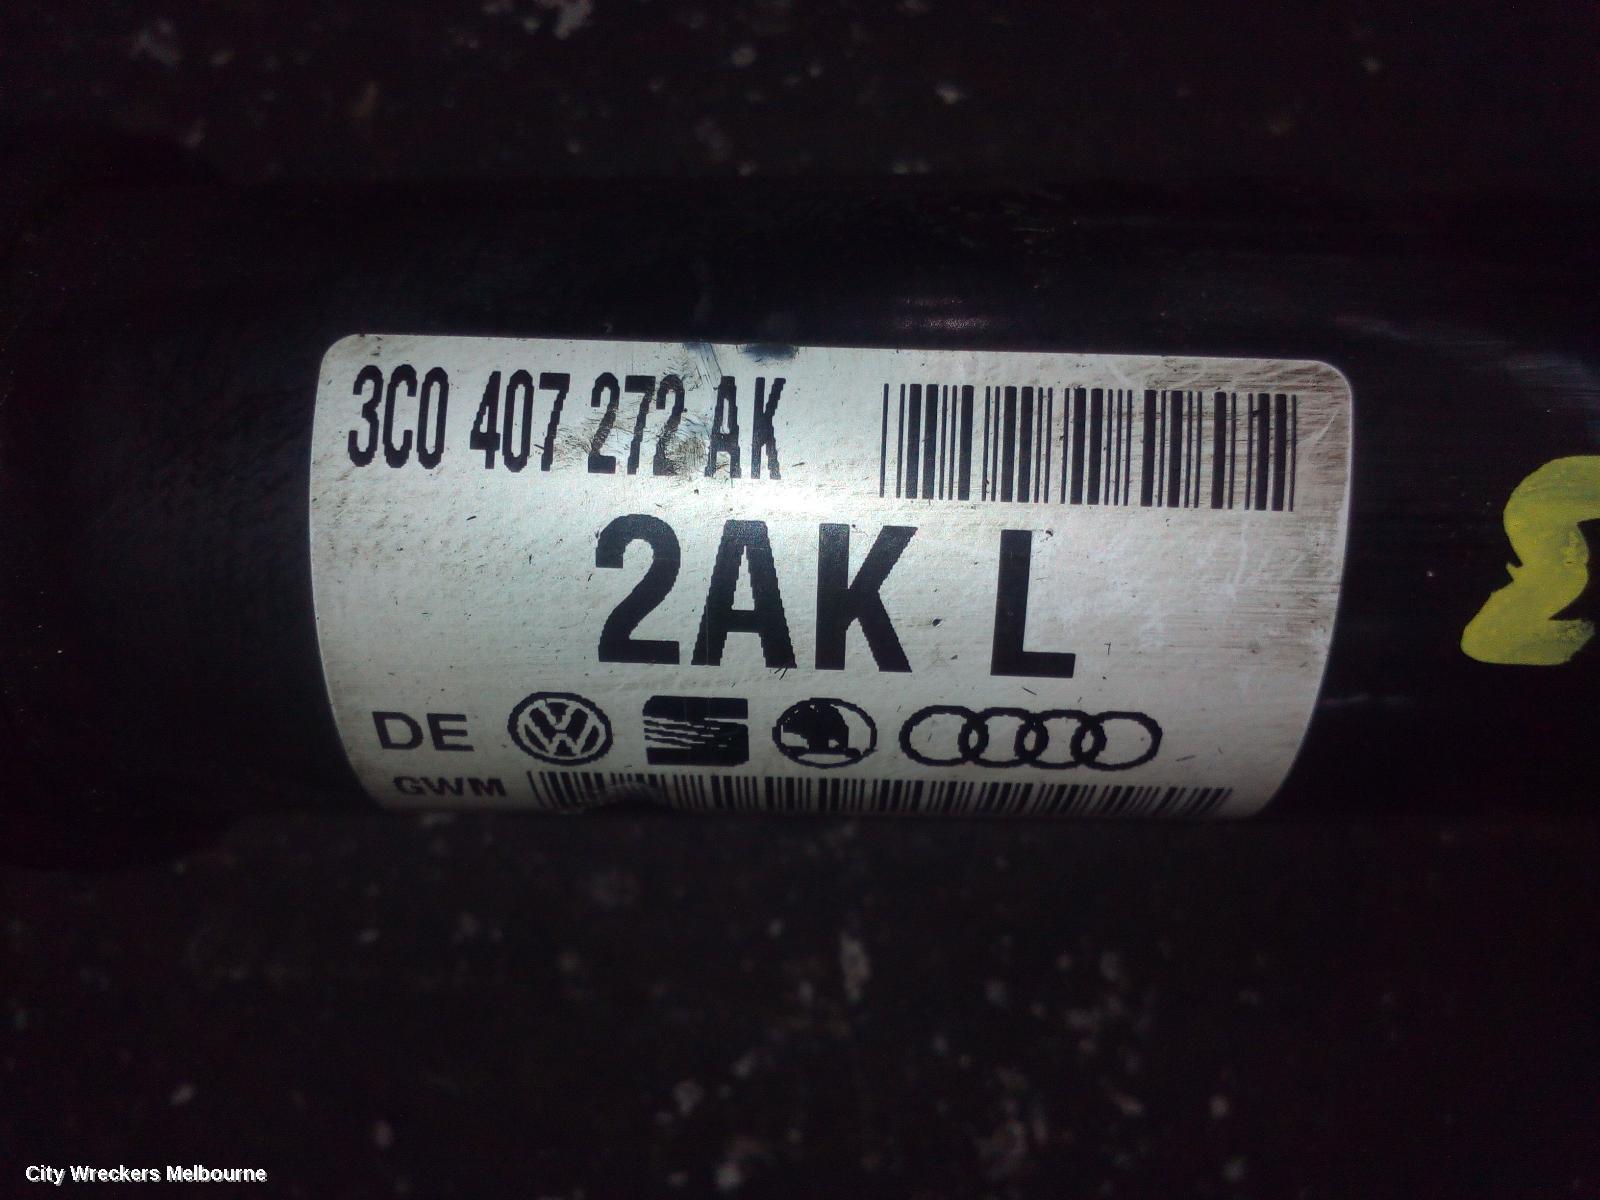 3C0 407 272 AK
2AK L
DE
GWM
City Wreckers Melbourne